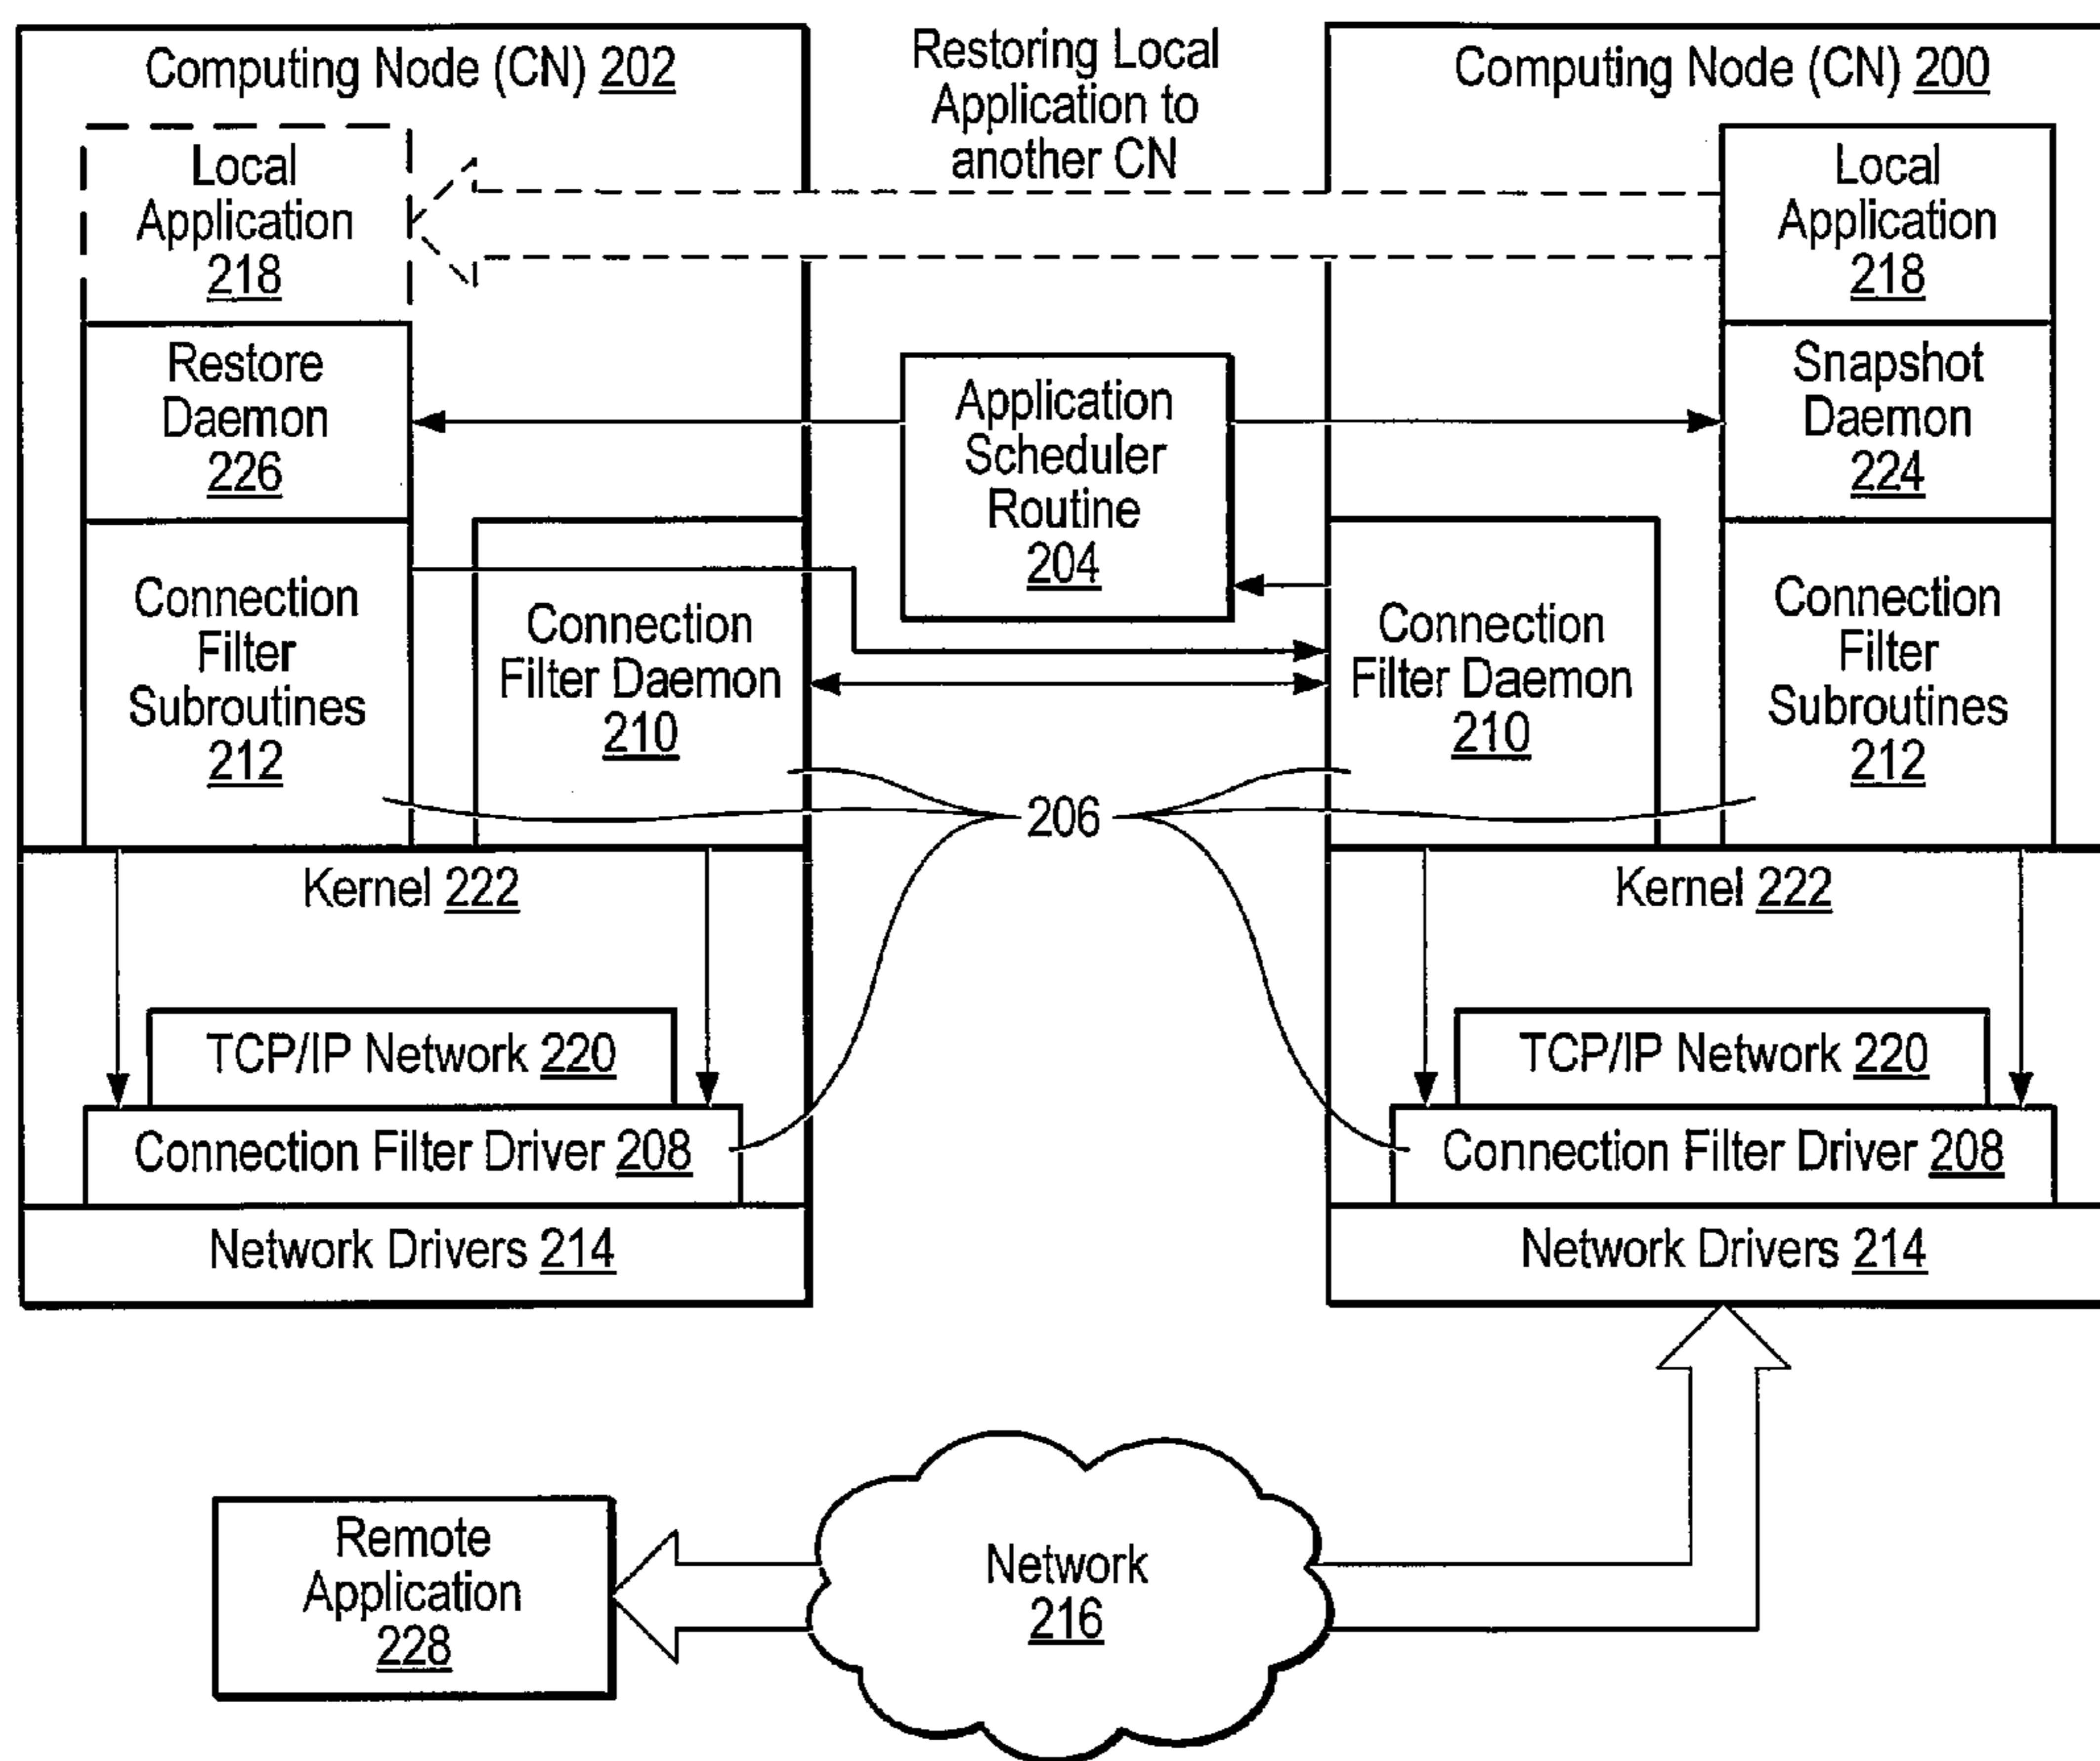 Computing Node (CN) 202
Local
Application
218
Restore
Daemon
226
Connection
Filter
Subroutines
212
Connection
Filter Daemon
210
Kernel 222
TCP/IP Network 220
Connection Filter Driver 208
Network Drivers 214
Restoring Local
Application to
another CN
Application
Scheduler
Routine
204
206
Computing Node (CN) 200
Local
Application
218
Snapshot
Daemon
224
Connection
Filter Daemon
210
Connection
Filter
Subroutines
212
Kernel 222
TCP/IP Network 220
Connection Filter Driver 208
Network Drivers 214
Remote
Application
228
Network
216